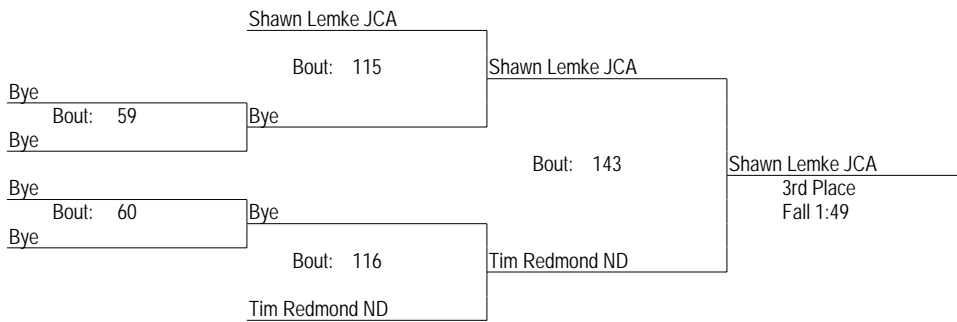 Shawn Lemke JCA
Bout: 115
Shawn Lemke JCA
Bye
Bout: 59
Bye
Bye
Bout: 143
Shawn Lemke JCA
3rd Place
Fall 1:49
Bye
Bout: 60
Bye
Bye
Bout: 116
Tim Redmond ND
Tim Redmond ND